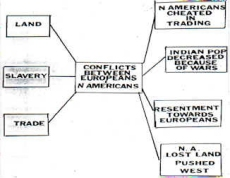 LAND
SLAVERY
TRADE
CONFLICTS
BETWEEN
EUROPEANS
N AMERICANS
N AMERICANS
CHEATED
IN
TRADING
INDIAN POP
DECREASED
BECAUSE
OF WARS
RESENTMENT
TOWARDS
EUROPEANS
N. A.
LOST LAND
PUSHED
WEST